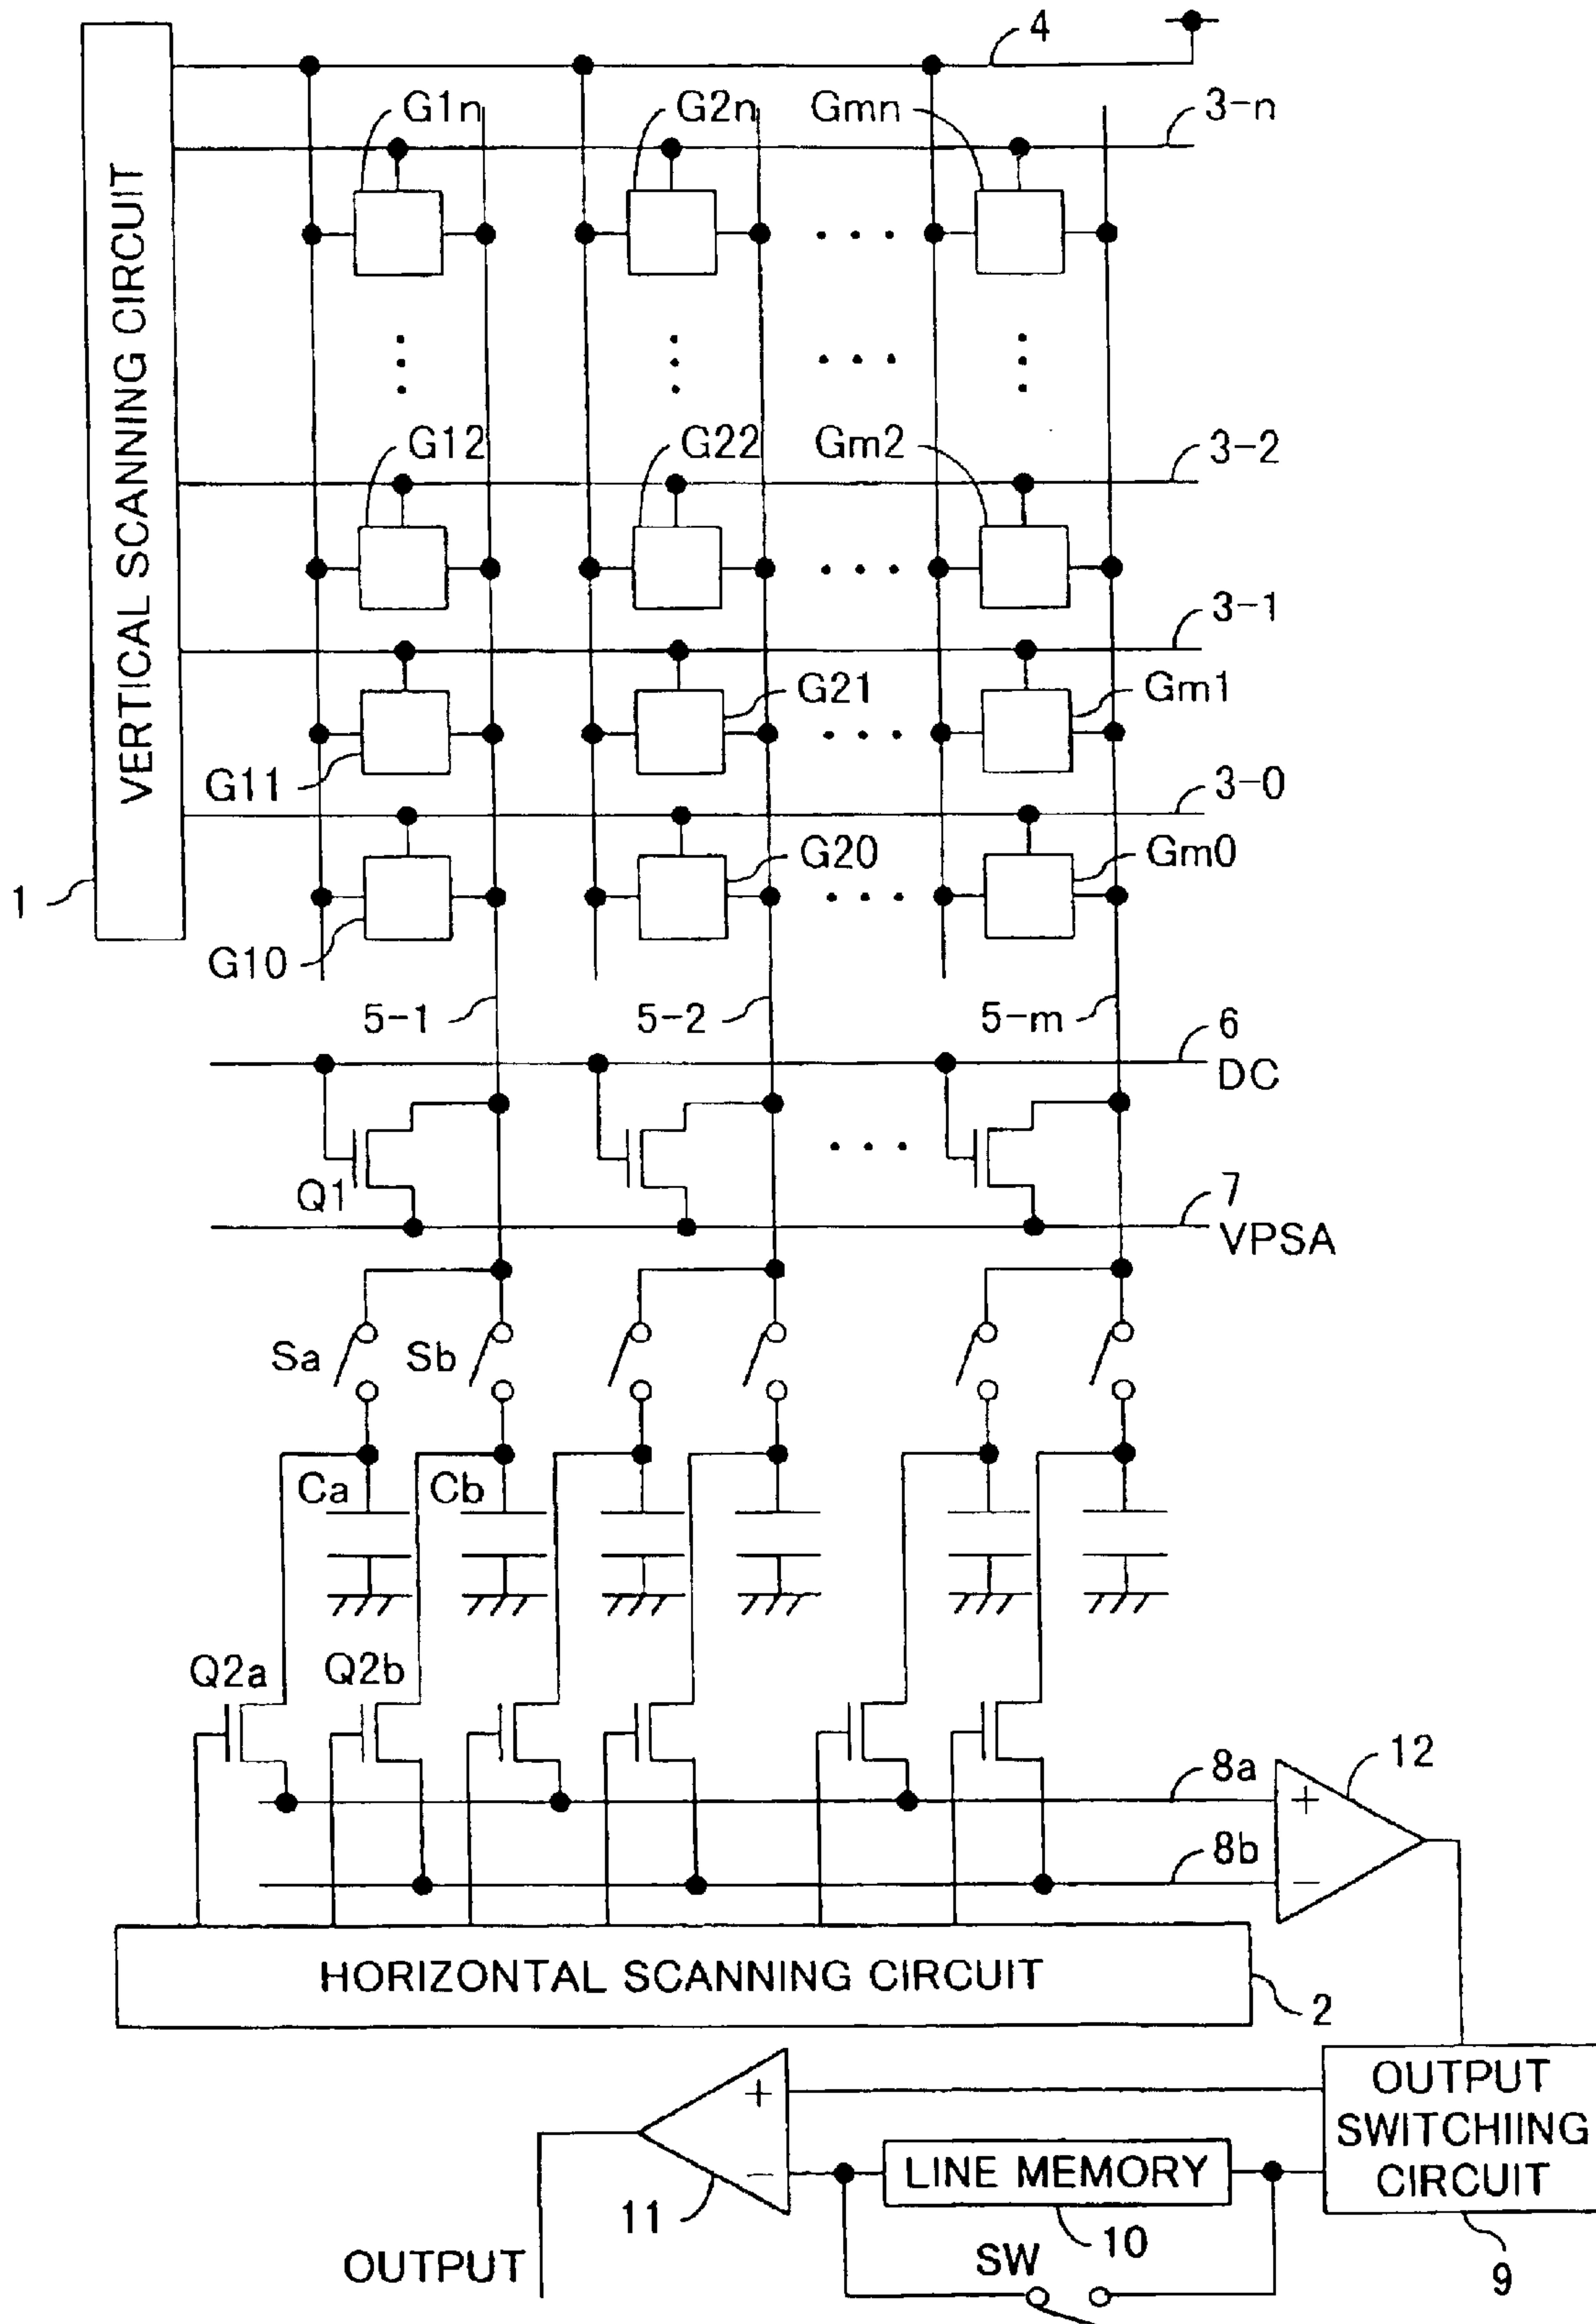 4
G1n
G2n
Gmn
3-n
VERTICAL SCANNING CIRCUIT
G12
G22
Gm2
3-2
3-1
G21
Gm1
G11
3-0
G20
Gm0
1
G10
5-1
5-2
5-m
6
DC
Q1
7
VPSA
Sa
Sb
Ca
Cb
Q2a
Q2b
8a
12
+
8b
−
HORIZONTAL SCANNING CIRCUIT
2
OUTPUT
SWITCHIING
CIRCUIT
+
−
LINE MEMORY
11
10
9
OUTPUT
SW